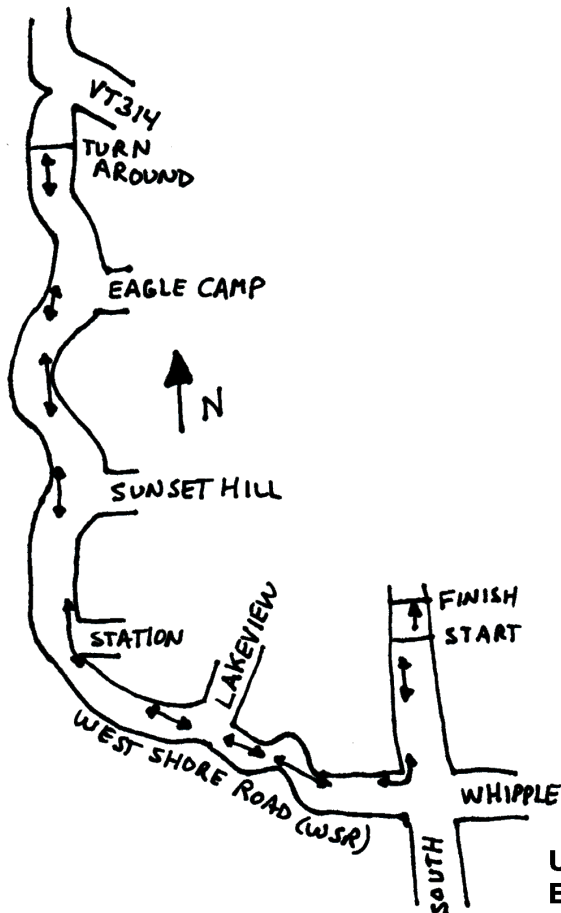 VT314
TURN
AROUND
EAGLE CAMP
N
SUNSET HILL
FINISH
START
STATION
LAKEVIEW
WEST SHORE ROAD (WSR)
WHIPPLE
SOUTH